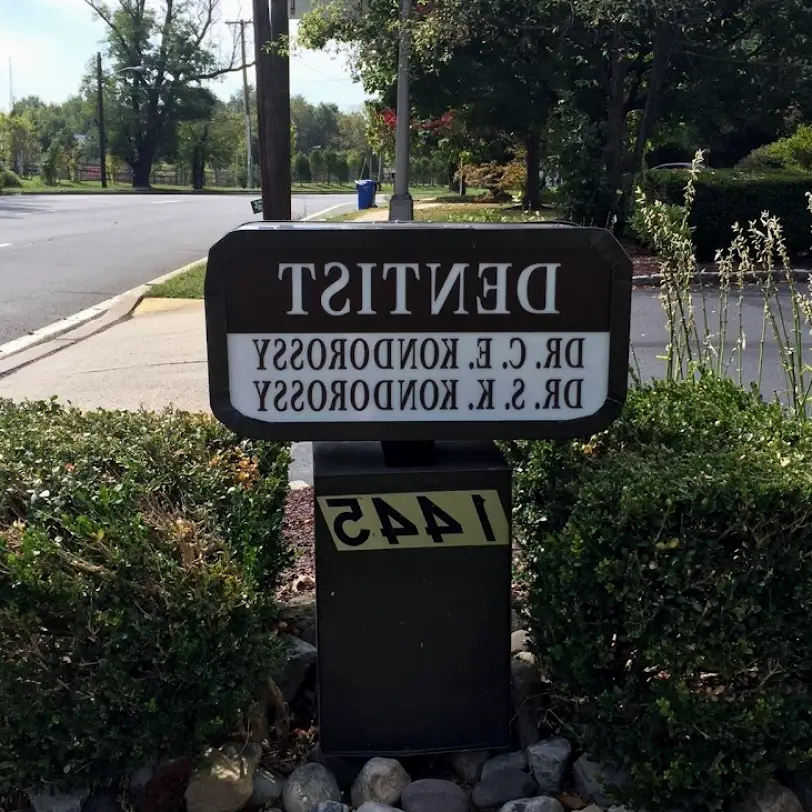 DENTIST
DR. C. E. KONDOROSSY
DR. S. K. KONDOROSSY
1445